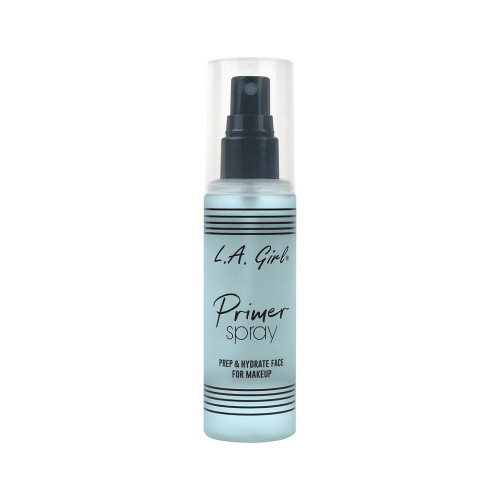 L.A. Girl®
Primer
spray
PREP & HYDRATE FACE
FOR MAKEUP